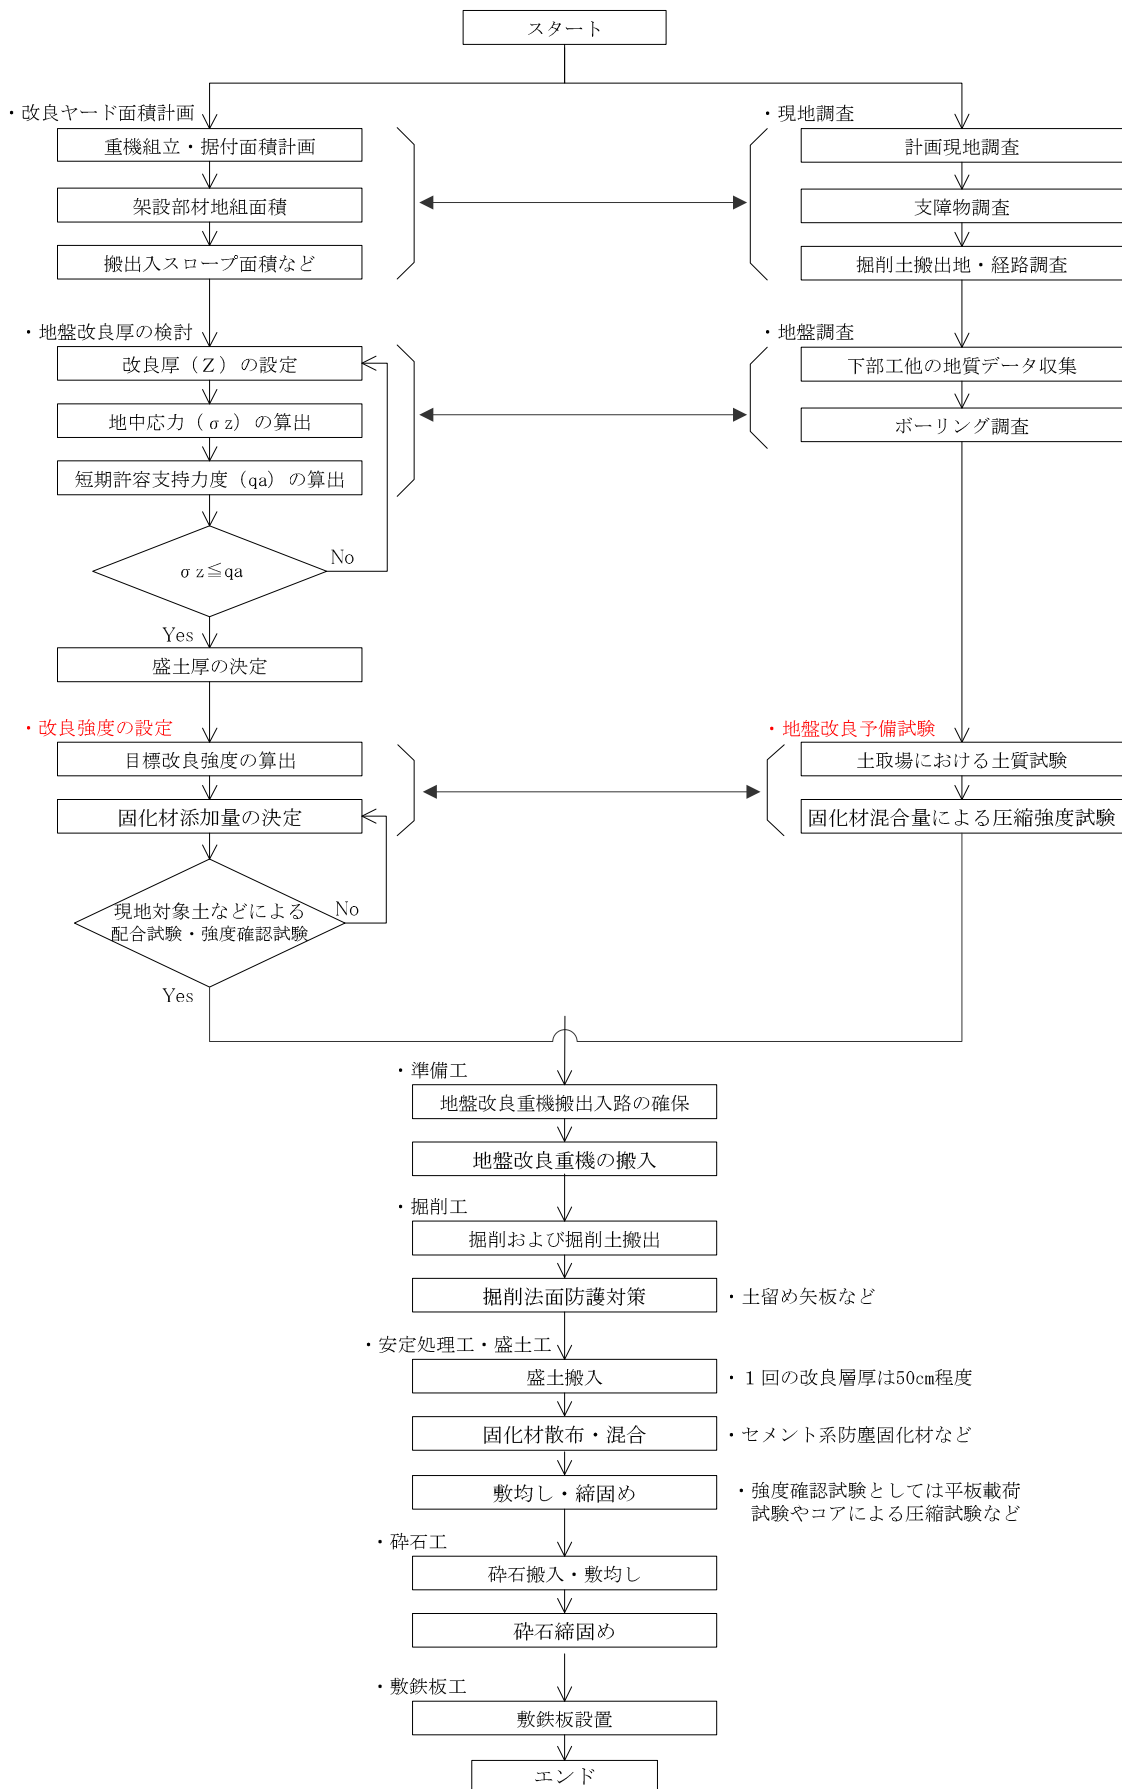 スタート
・改良ヤード面積計画
重機組立・据付面積計画
架設部材地組面積
搬出入スロープ面積など
・現地調査
計画現地調査
支障物調査
掘削土搬出地・経路調査
・地盤改良厚の検討
改良厚（Ｚ）の設定
地中応力（σz）の算出
短期許容支持力度（qa）の算出
σz≦qa
No
Yes
盛土厚の決定
・地盤調査
下部工他の地質データ収集
ボーリング調査
・改良強度の設定
目標改良強度の算出
固化材添加量の決定
現地対象土などによる
配合試験・強度確認試験
No
Yes
・地盤改良予備試験
土取場における土質試験
固化材混合量による圧縮強度試験
・準備工
地盤改良重機搬出入路の確保
地盤改良重機の搬入
・掘削工
掘削および掘削土搬出
掘削法面防護対策
・土留め矢板など
・安定処理工・盛土工
盛土搬入
・１回の改良層厚は50cm程度
固化材散布・混合
・セメント系防塵固化材など
敷均し・締固め
・強度確認試験としては平板載荷
試験やコアによる圧縮試験など
・砕石工
砕石搬入・敷均し
砕石締固め
・敷鉄板工
敷鉄板設置
エンド